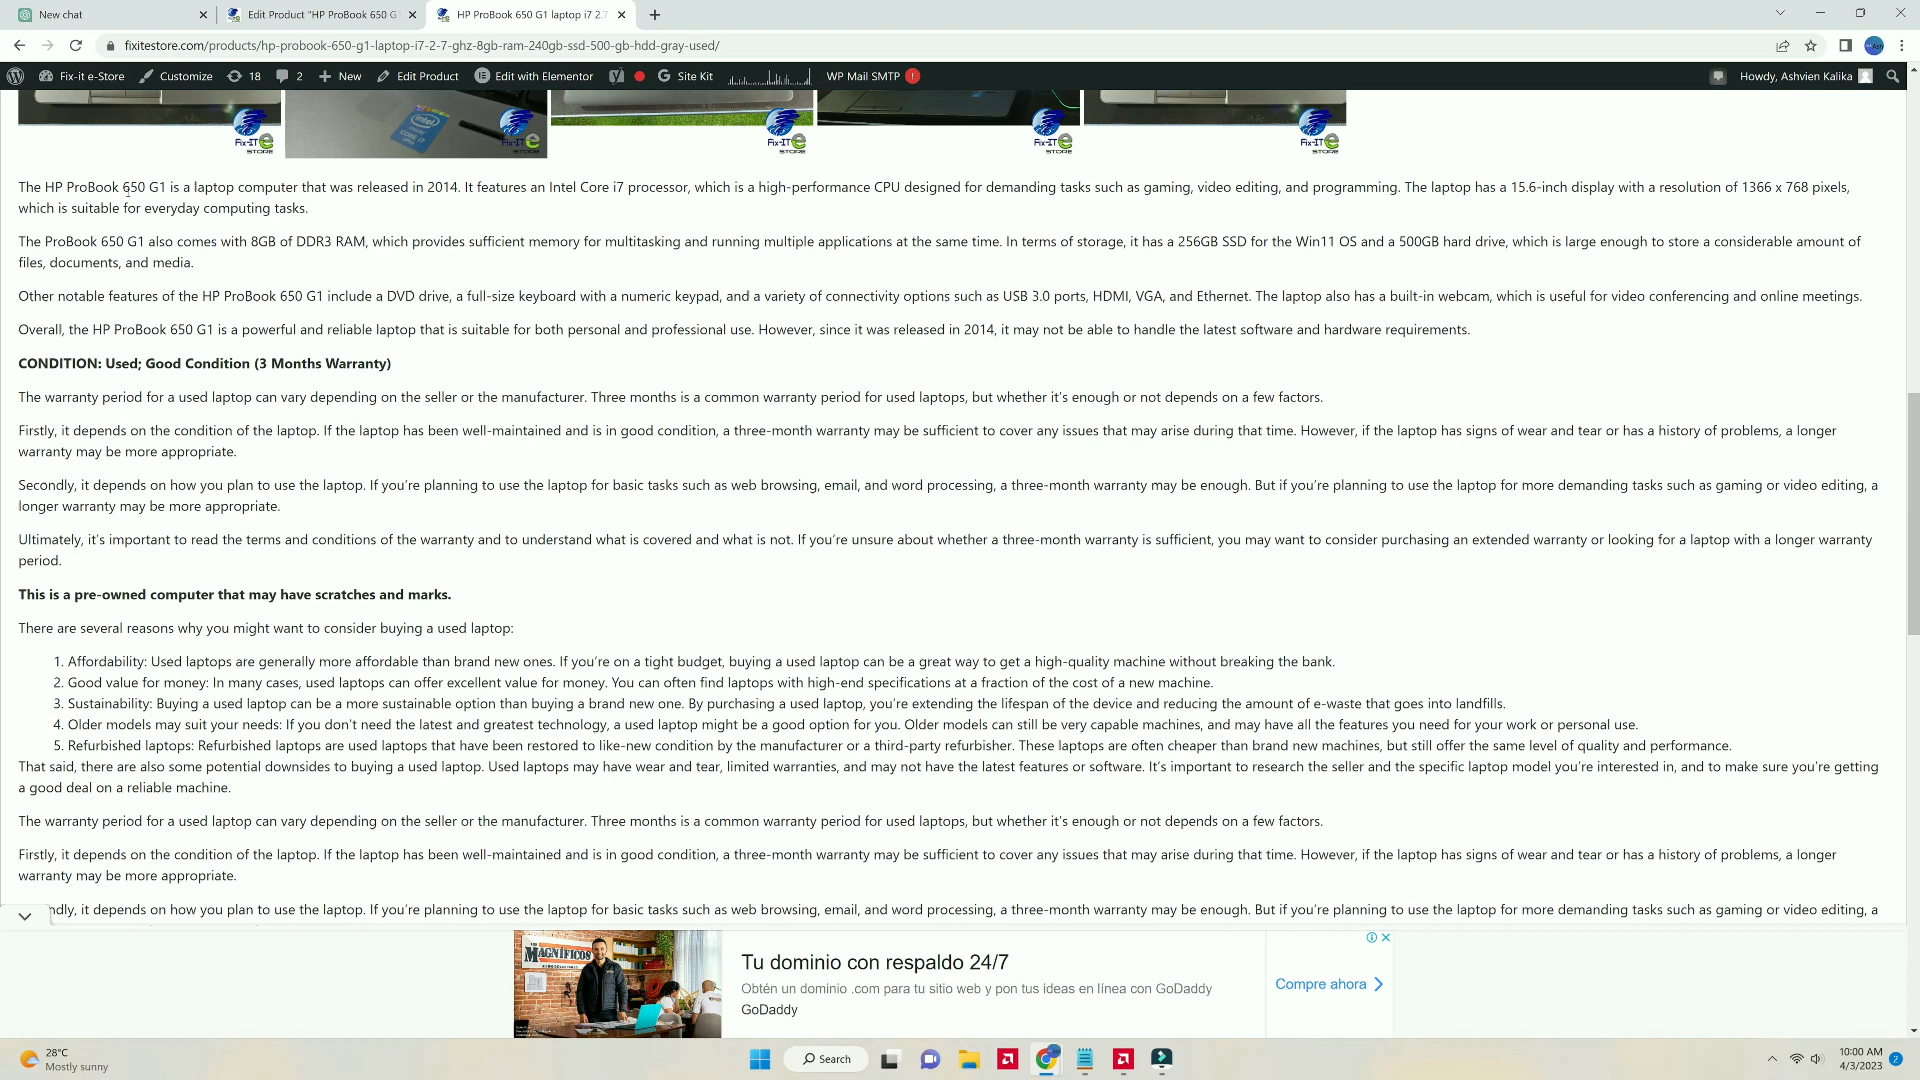 New chat
Edit Product "HP ProBook 650 G
HP ProBook 650 G1 laptop i7 2.7
fixitestore.com/products/hp-probook-650-g1-laptop-i7-2-7-ghz-8gb-ram-240gb-ssd-500-gb-hdd-gray-used/
Fix-it e-Store Customize 18 2 New Edit Product Edit with Elementor Site Kit WP Mail SMTP ! Howdy, Ashvien Kalika
intel
Fix-IT e STORE
Fix-IT e STORE
Fix-IT e STORE
Fix-IT e STORE
Fix-IT e STORE
The HP ProBook 650 G1 is a laptop computer that was released in 2014. It features an Intel Core i7 processor, which is a high-performance CPU designed for demanding tasks such as gaming, video editing, and programming. The laptop has a 15.6-inch display with a resolution of 1366 x 768 pixels,
which is suitable for everyday computing tasks.
The ProBook 650 G1 also comes with 8GB of DDR3 RAM, which provides sufficient memory for multitasking and running multiple applications at the same time. In terms of storage, it has a 256GB SSD for the Win11 OS and a 500GB hard drive, which is large enough to store a considerable amount of
files, documents, and media.
Other notable features of the HP ProBook 650 G1 include a DVD drive, a full-size keyboard with a numeric keypad, and a variety of connectivity options such as USB 3.0 ports, HDMI, VGA, and Ethernet. The laptop also has a built-in webcam, which is useful for video conferencing and online meetings.
Overall, the HP ProBook 650 G1 is a powerful and reliable laptop that is suitable for both personal and professional use. However, since it was released in 2014, it may not be able to handle the latest software and hardware requirements.
CONDITION: Used; Good Condition (3 Months Warranty)
The warranty period for a used laptop can vary depending on the seller or the manufacturer. Three months is a common warranty period for used laptops, but whether it's enough or not depends on a few factors.
Firstly, it depends on the condition of the laptop. If the laptop has been well-maintained and is in good condition, a three-month warranty may be sufficient to cover any issues that may arise during that time. However, if the laptop has signs of wear and tear or has a history of problems, a longer
warranty may be more appropriate.
Secondly, it depends on how you plan to use the laptop. If you're planning to use the laptop for basic tasks such as web browsing, email, and word processing, a three-month warranty may be enough. But if you're planning to use the laptop for more demanding tasks such as gaming or video editing, a
longer warranty may be more appropriate.
Ultimately, it's important to read the terms and conditions of the warranty and to understand what is covered and what is not. If you're unsure about whether a three-month warranty is sufficient, you may want to consider purchasing an extended warranty or looking for a laptop with a longer warranty
period.
This is a pre-owned computer that may have scratches and marks.
There are several reasons why you might want to consider buying a used laptop:
1. Affordability: Used laptops are generally more affordable than brand new ones. If you're on a tight budget, buying a used laptop can be a great way to get a high-quality machine without breaking the bank.
2. Good value for money: In many cases, used laptops can offer excellent value for money. You can often find laptops with high-end specifications at a fraction of the cost of a new machine.
3. Sustainability: Buying a used laptop can be a more sustainable option than buying a brand new one. By purchasing a used laptop, you're extending the lifespan of the device and reducing the amount of e-waste that goes into landfills.
4. Older models may suit your needs: If you don't need the latest and greatest technology, a used laptop might be a good option for you. Older models can still be very capable machines, and may have all the features you need for your work or personal use.
5. Refurbished laptops: Refurbished laptops are used laptops that have been restored to like-new condition by the manufacturer or a third-party refurbisher. These laptops are often cheaper than brand new machines, but still offer the same level of quality and performance.
That said, there are also some potential downsides to buying a used laptop. Used laptops may have wear and tear, limited warranties, and may not have the latest features or software. It's important to research the seller and the specific laptop model you're interested in, and to make sure you're getting
a good deal on a reliable machine.
The warranty period for a used laptop can vary depending on the seller or the manufacturer. Three months is a common warranty period for used laptops, but whether it's enough or not depends on a few factors.
Firstly, it depends on the condition of the laptop. If the laptop has been well-maintained and is in good condition, a three-month warranty may be sufficient to cover any issues that may arise during that time. However, if the laptop has signs of wear and tear or has a history of problems, a longer
warranty may be more appropriate.
ndly, it depends on how you plan to use the laptop. If you're planning to use the laptop for basic tasks such as web browsing, email, and word processing, a three-month warranty may be enough. But if you're planning to use the laptop for more demanding tasks such as gaming or video editing, a
MAGNÍFICOS
Tu dominio con respaldo 24/7
Obtén un dominio .com para tu sitio web y pon tus ideas en línea con GoDaddy
GoDaddy
Compre ahora
28°C
Mostly sunny
Search
10:00 AM
4/3/2023
2